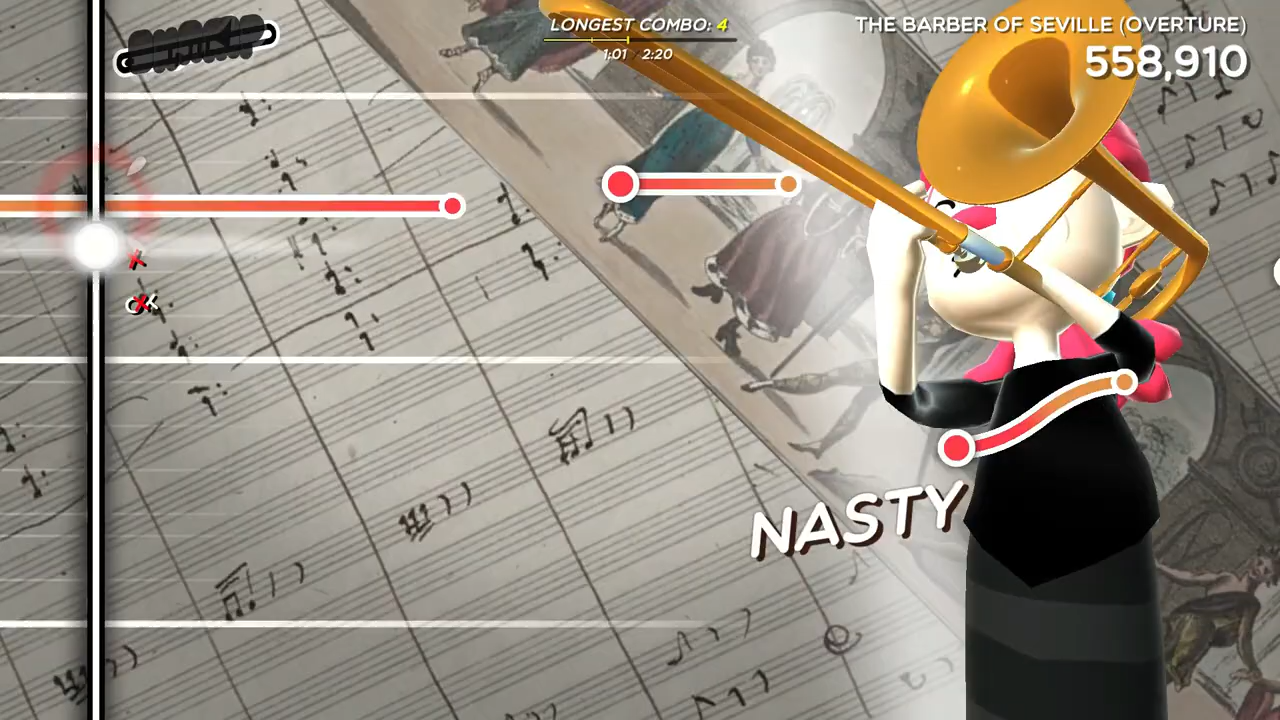 LONGEST COMBO: 4
1:01 / 2:20
THE BARBER OF SEVILLE (OVERTURE)
558,910
NASTY